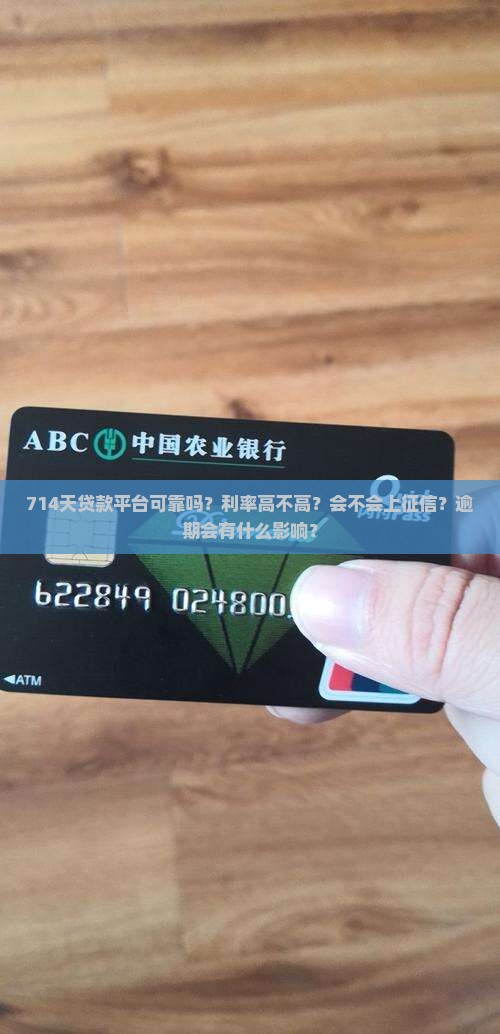 ABC 中国农业银行
714天贷款平台可靠吗？利率高不高？会不会上征信？逾
期会有什么影响？
622849 024800
◀ATM